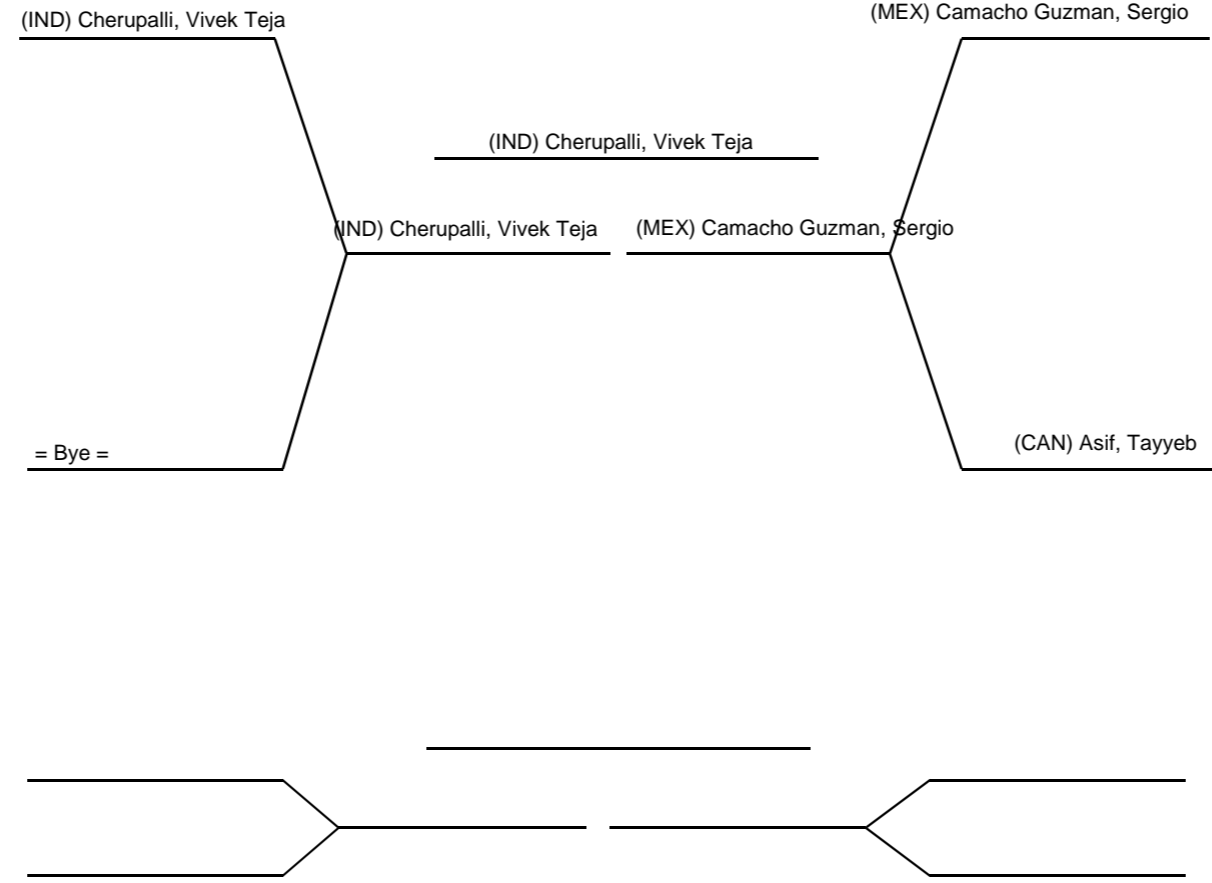 (IND) Cherupalli, Vivek Teja
(MEX) Camacho Guzman, Sergio
(IND) Cherupalli, Vivek Teja
(IND) Cherupalli, Vivek Teja
(MEX) Camacho Guzman, Sergio
= Bye =
(CAN) Asif, Tayyeb